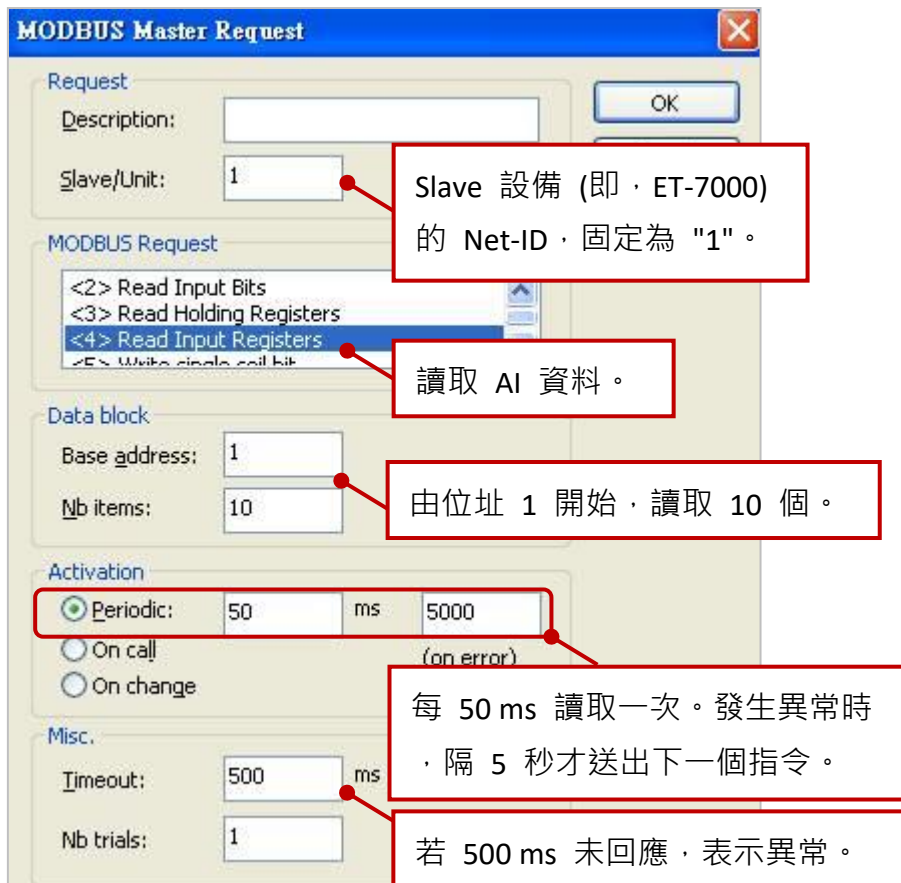 MODBUS Master Request
Request
OK
Description:
Slave/Unit:
1
Slave 設備 (即，ET-7000)
的 Net-ID，固定為 "1"。
MODBUS Request
<2> Read Input Bits
<3> Read Holding Registers
<4> Read Input Registers
<5> Write single coil bit
讀取 AI 資料。
Data block
Base address:
1
Nb items:
10
由位址 1 開始，讀取 10 個。
Activation
Periodic:
50
ms
5000
On call
(on error)
On change
每 50 ms 讀取一次。發生異常時
，隔 5 秒才送出下一個指令。
Misc.
Timeout:
500
ms
Nb trials:
1
若 500 ms 未回應，表示異常。